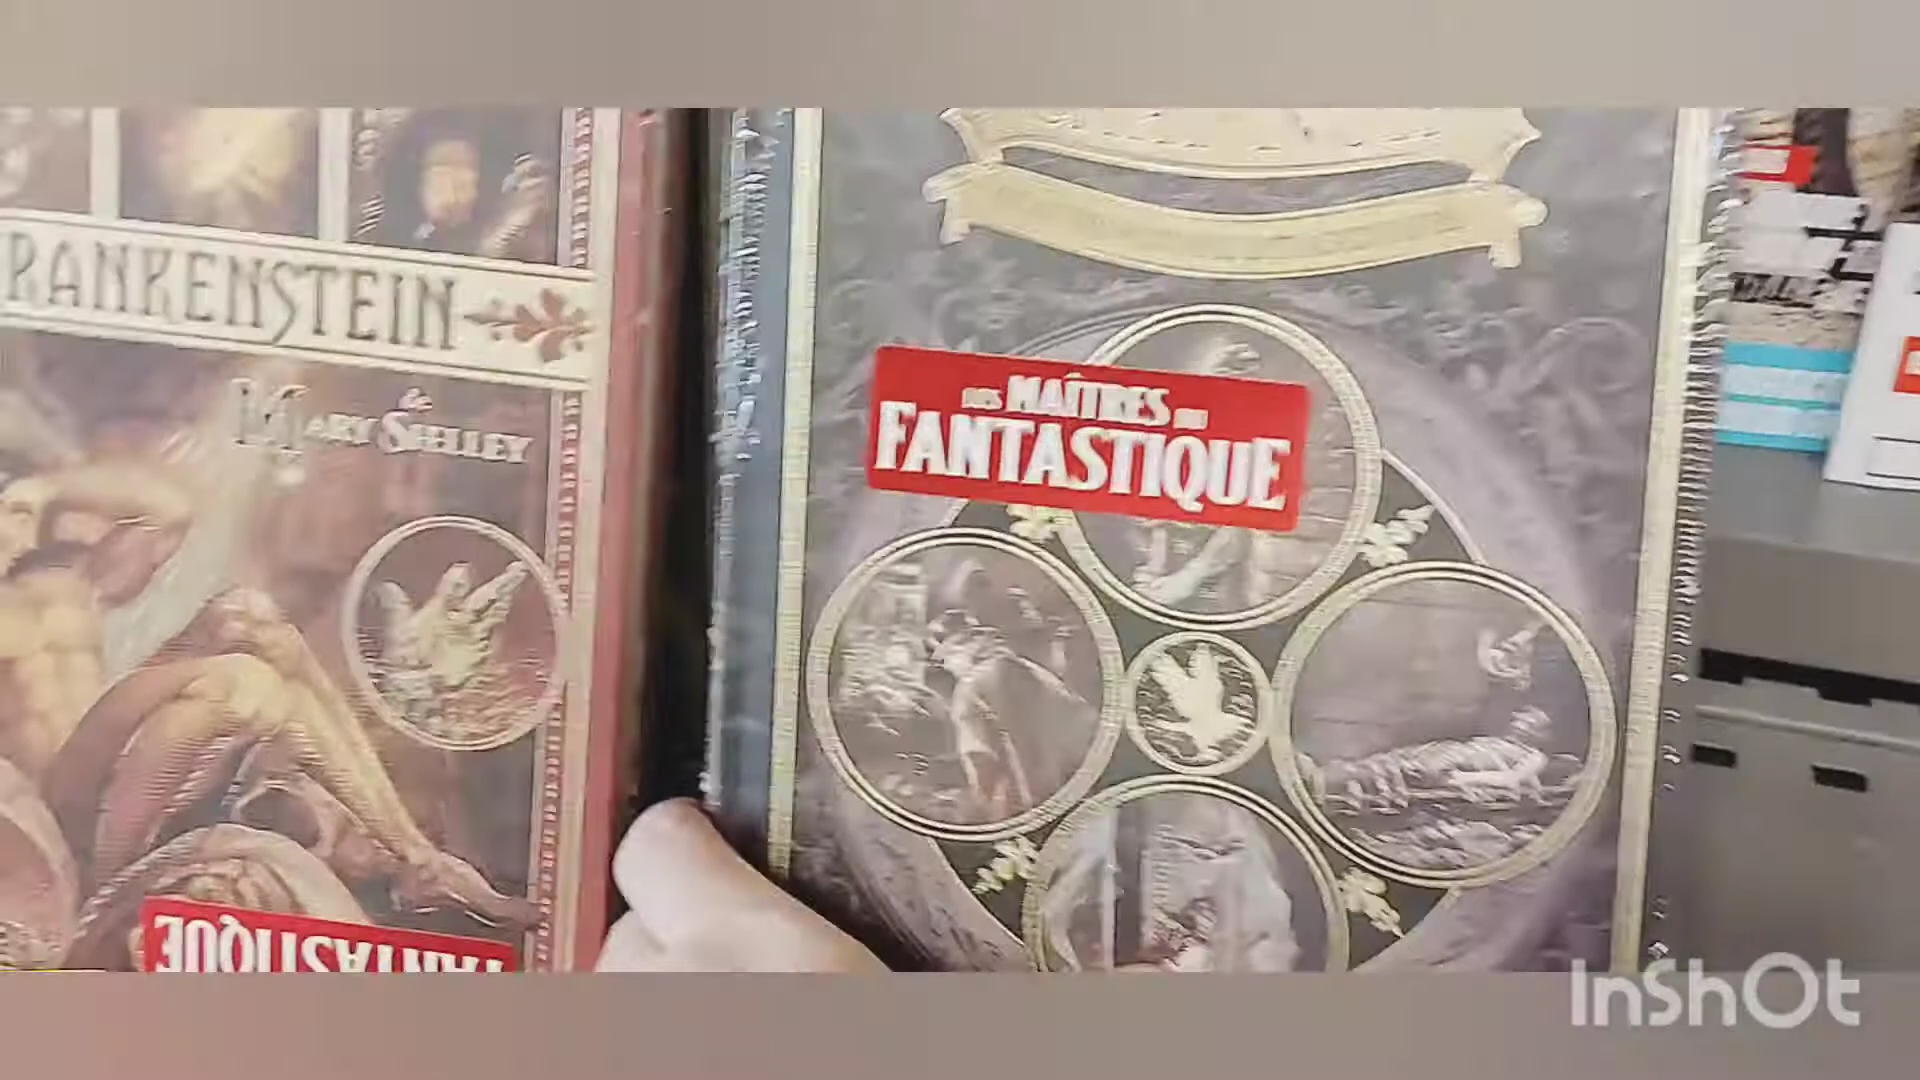 RANKENSTEIN
de
MARY SHELLEY
FANTASTIQUE
LES MAÎTRES DU
FANTASTIQUE
InShOt